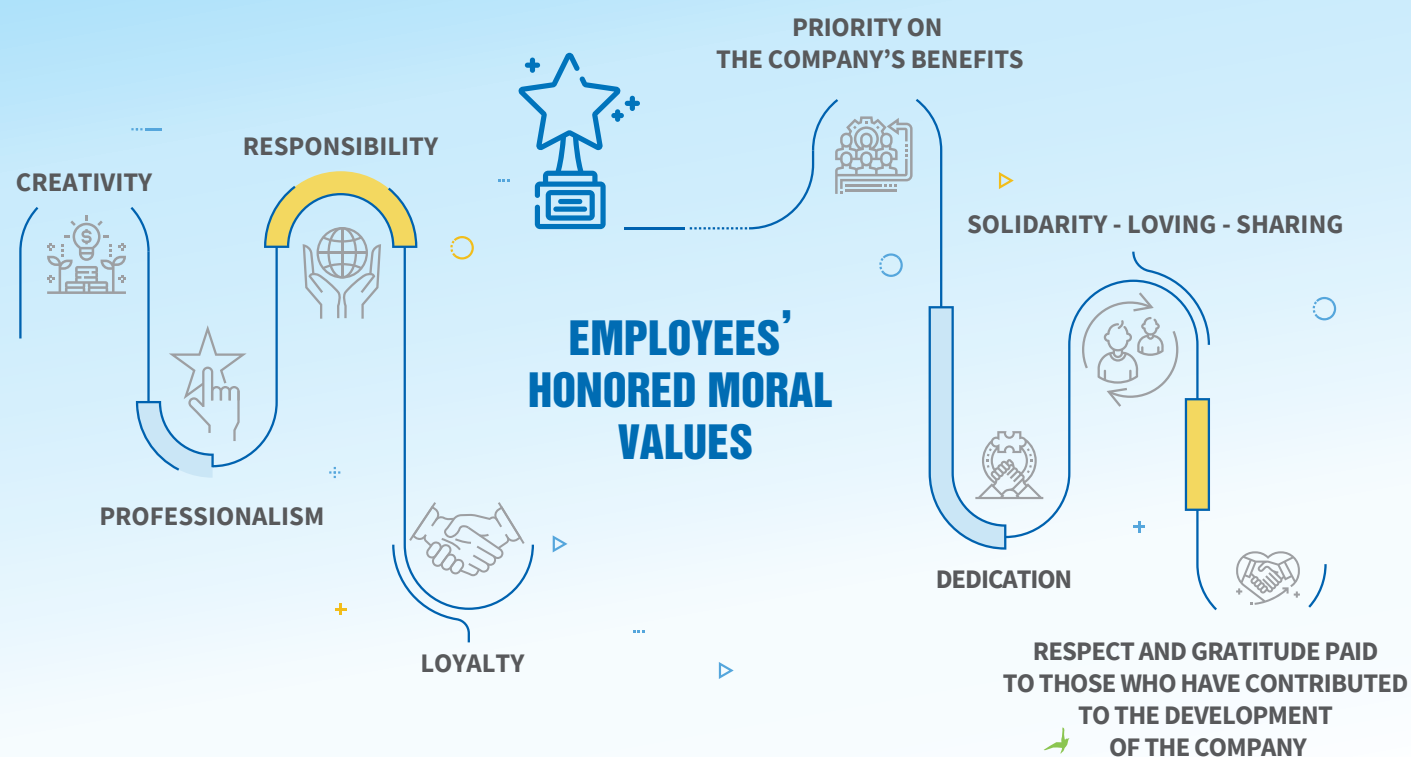 CREATIVITY
RESPONSIBILITY
PROFESSIONALISM
LOYALTY
EMPLOYEES’
HONORED MORAL
VALUES
PRIORITY ON
THE COMPANY’S BENEFITS
SOLIDARITY - LOVING - SHARING
DEDICATION
RESPECT AND GRATITUDE PAID
TO THOSE WHO HAVE CONTRIBUTED
TO THE DEVELOPMENT
OF THE COMPANY